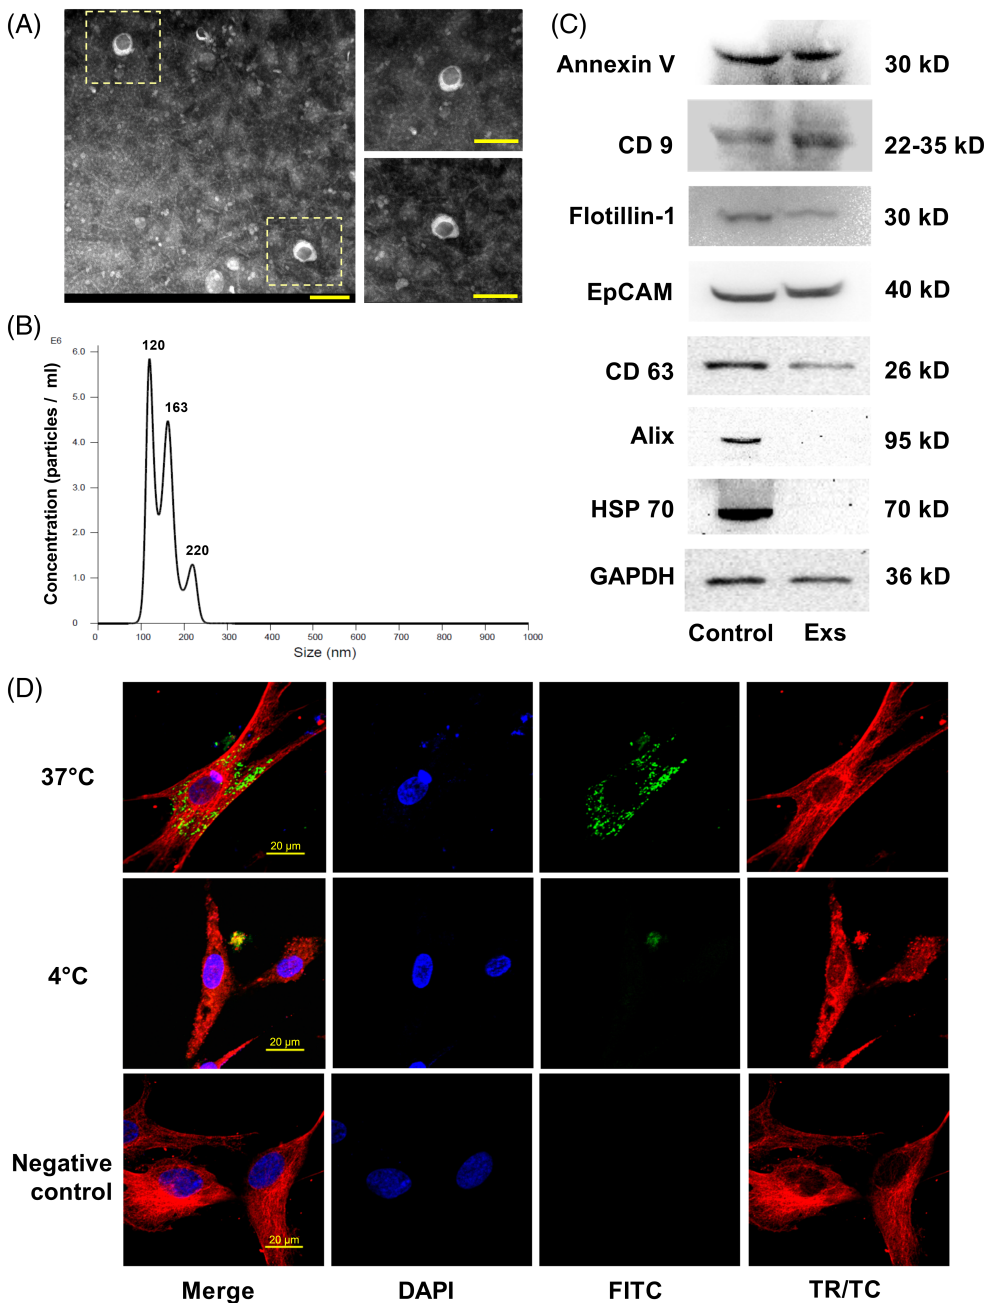 (A)
(B)
E6
Concentration (particles / ml)
6.0
5.0
4.0
3.0
2.0
1.0
0
120
163
220
0
100
200
300
400
500
600
700
800
900
1000
Size (nm)
(C)
Annexin V
30 kD
CD 9
22-35 kD
Flotillin-1
30 kD
EpCAM
40 kD
CD 63
26 kD
Alix
95 kD
HSP 70
70 kD
GAPDH
36 kD
Control
Exs
(D)
37°C
20 µm
4°C
20 µm
Negative
control
20 µm
Merge
DAPI
FITC
TR/TC